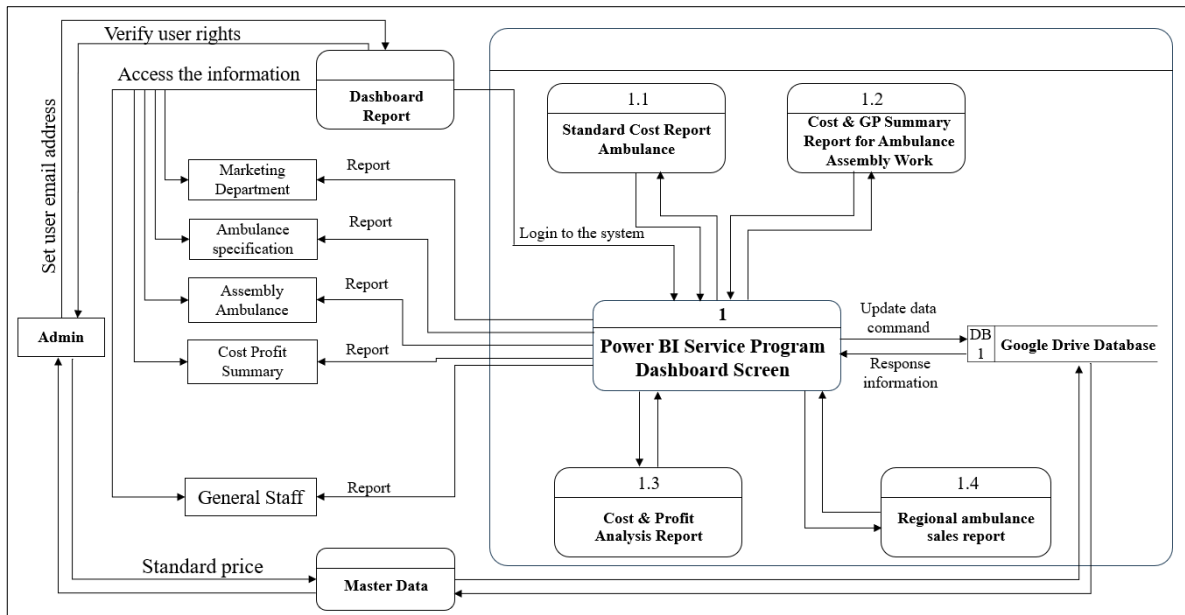 Verify user rights
Access the information
Set user email address
Dashboard
Report
1.1
Standard Cost Report
Ambulance
1.2
Cost & GP Summary
Report for Ambulance
Assembly Work
Marketing
Department
Report
Ambulance
specification
Report
Login to the system
Assembly
Ambulance
Report
Admin
Cost Profit
Summary
Report
1
Power BI Service Program
Dashboard Screen
Update data
command
Response
information
DB
1
Google Drive Database
General Staff
Report
1.3
Cost & Profit
Analysis Report
1.4
Regional ambulance
sales report
Standard price
Master Data